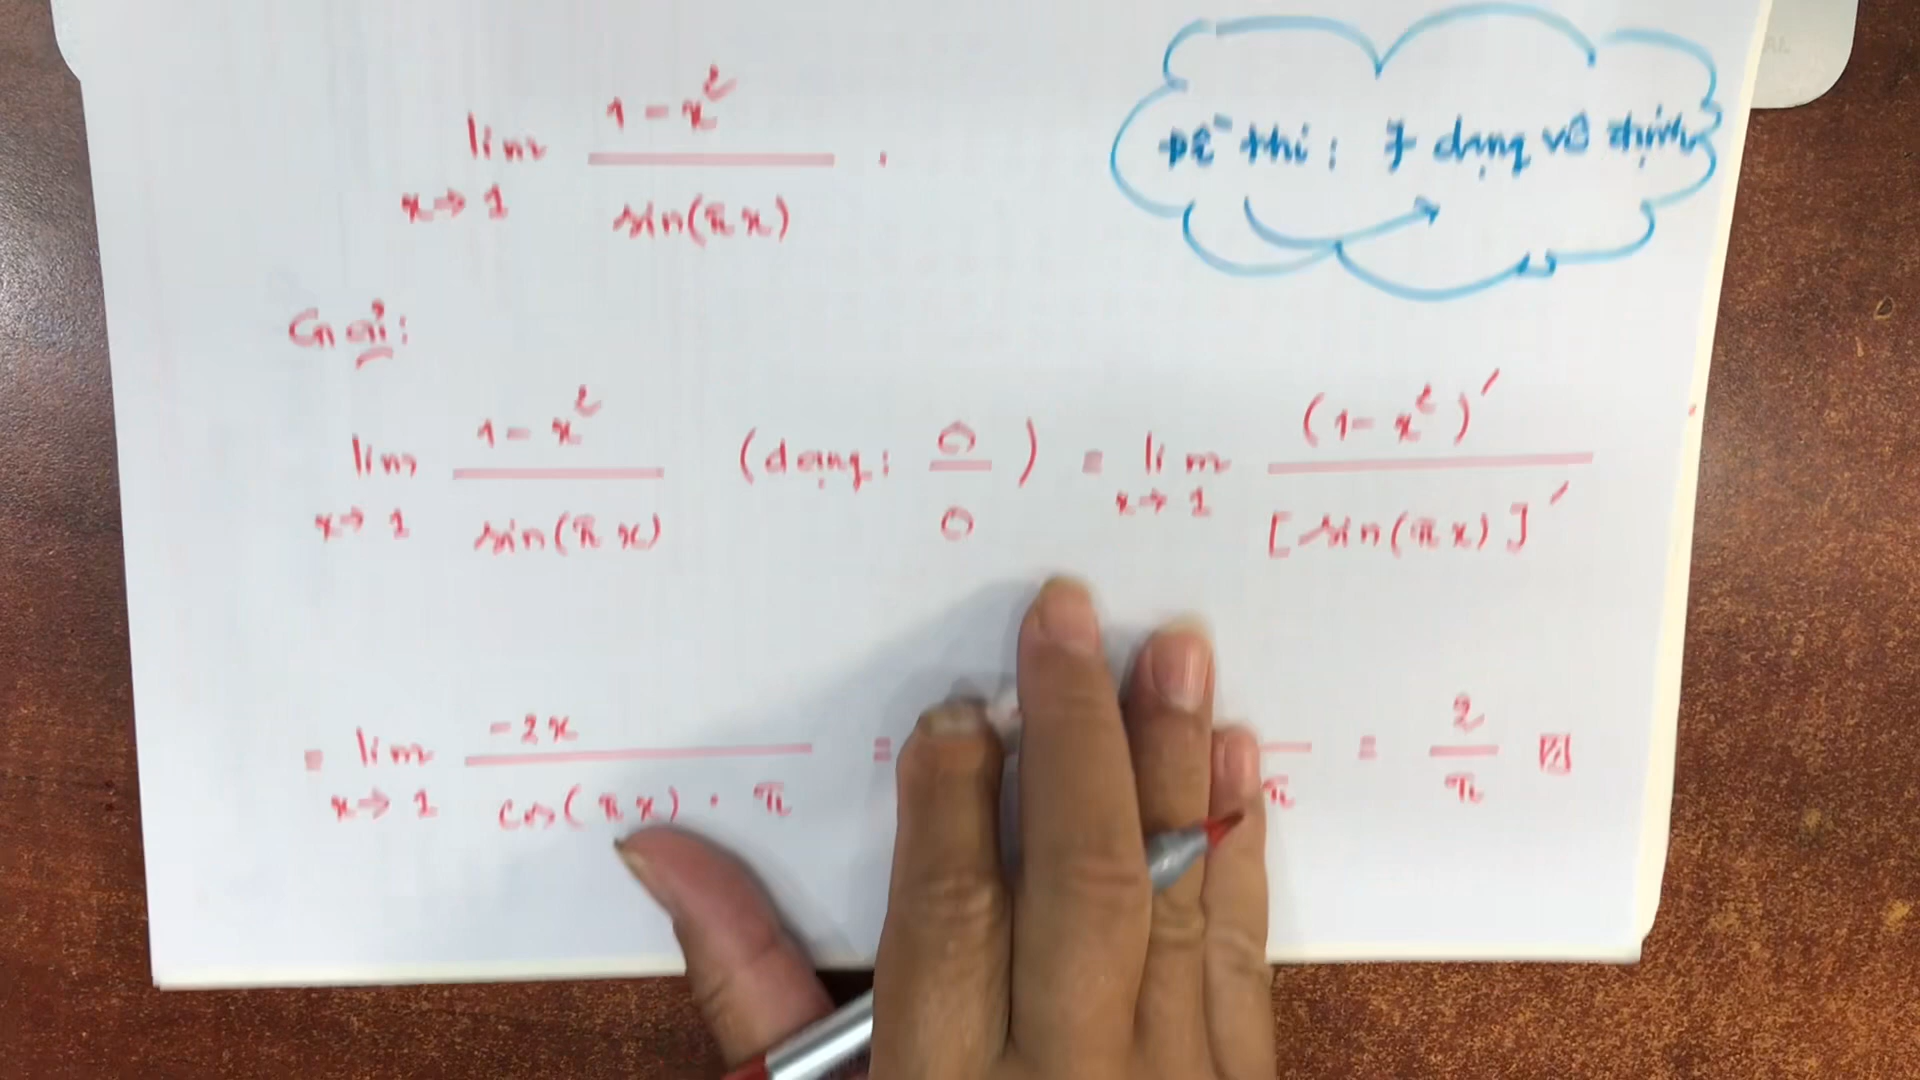 lim x→1 (1 - x²) / sin(πx) .
Đề thi: 7 dạng vô định
Giải:
lim x→1 (1 - x²) / sin(πx) (dạng: 0/0) = lim x→1 (1 - x²)′ / [sin(πx)]′
= lim x→1 -2x / cos(πx) · π = π = 2/π